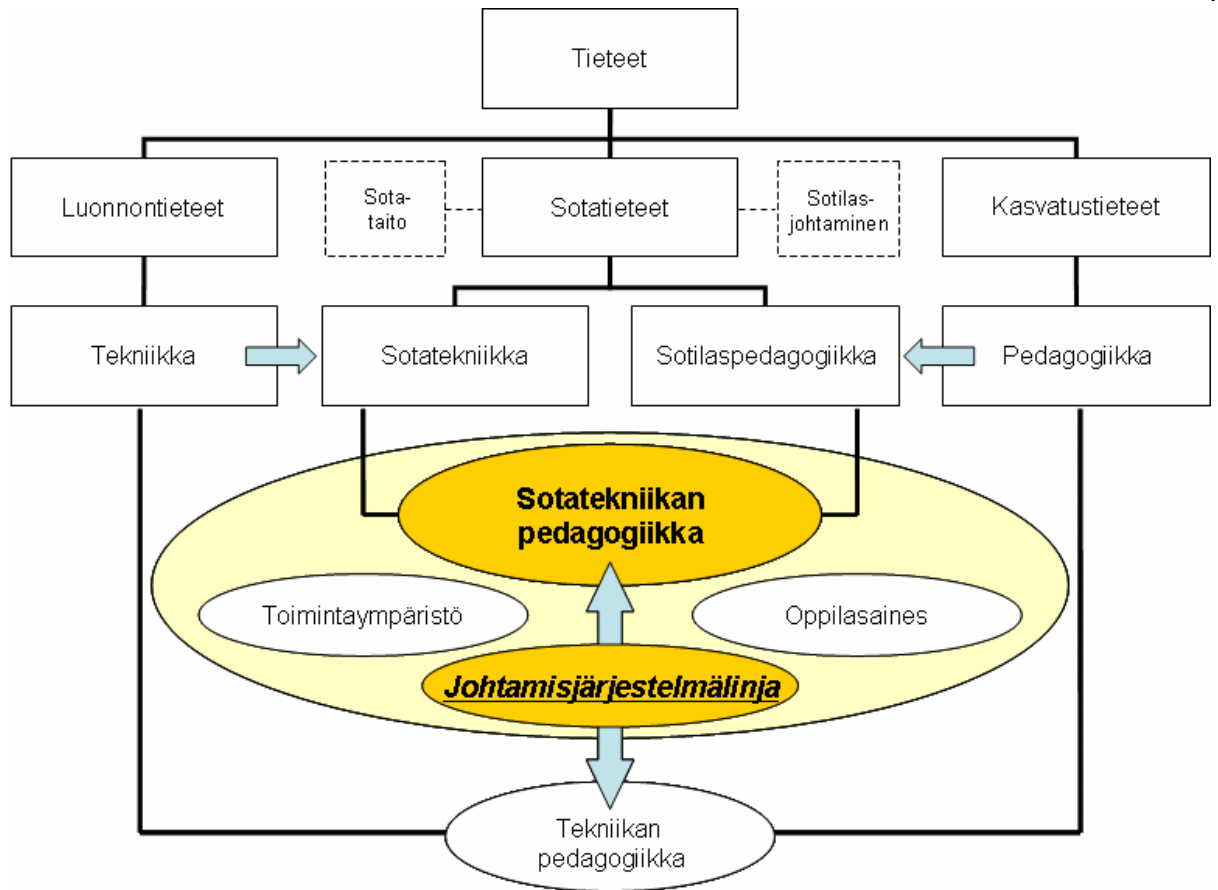 Tieteet
Luonnontieteet
Sota-
taito
Sotatieteet
Sotilas-
johtaminen
Kasvatustieteet
Tekniikka
Sotatekniikka
Sotilaspedagogiikka
Pedagogiikka
Sotatekniikan
pedagogiikka
Toimintaympäristö
Oppilasaines
Johtamisjärjestelmälinja
Tekniikan
pedagogiikka